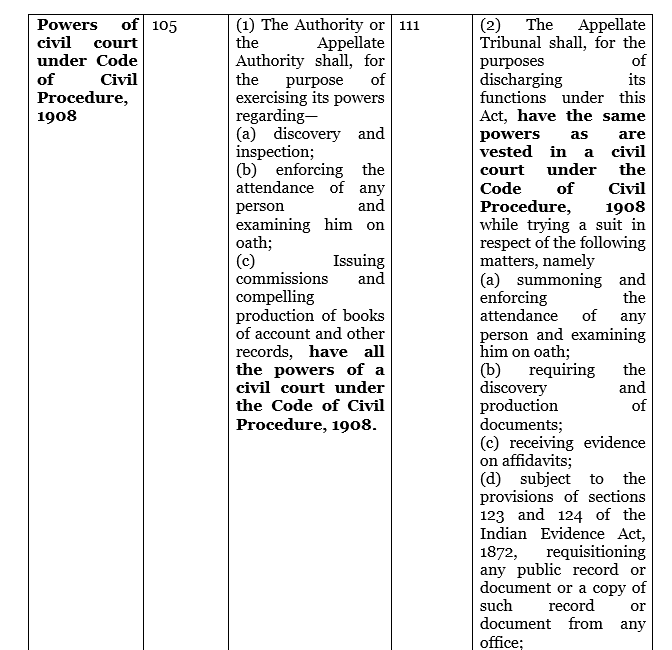 Powers of
civil court
under Code
of Civil
Procedure,
1908
105
(1) The Authority or
the Appellate
Authority shall, for
the purpose of
exercising its powers
regarding—
(a) discovery and
inspection;
(b) enforcing the
attendance of any
person and
examining him on
oath;
(c) Issuing
commissions and
compelling
production of books
of account and other
records, have all
the powers of a
civil court under
the Code of Civil
Procedure, 1908.
111
(2) The Appellate
Tribunal shall, for the
purposes of
discharging its
functions under this
Act, have the same
powers as are
vested in a civil
court under the
Code of Civil
Procedure, 1908
while trying a suit in
respect of the following
matters, namely
(a) summoning and
enforcing the
attendance of any
person and examining
him on oath;
(b) requiring the
discovery and
production of
documents;
(c) receiving evidence
on affidavits;
(d) subject to the
provisions of sections
123 and 124 of the
Indian Evidence Act,
1872, requisitioning
any public record or
document or a copy of
such record or
document from any
office;